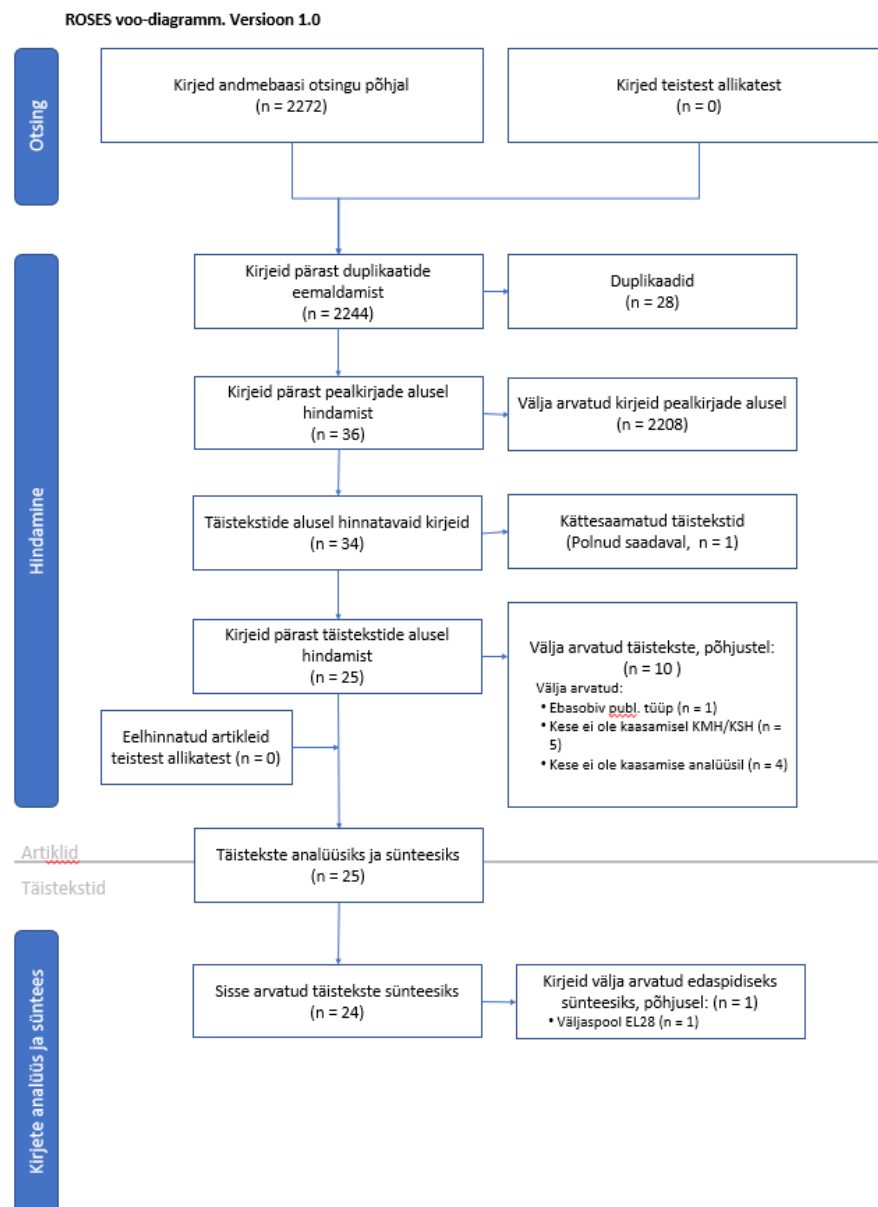 ROSES voo-diagramm. Versioon 1.0
Otsing
Kirjed andmebaasi otsingu põhjal
(n = 2272)
Kirjed teistest allikatest
(n = 0)
Hindamine
Kirjeid pärast duplikaatide
eemaldamist
(n = 2244)
Duplikaadid
(n = 28)
Kirjeid pärast pealkirjade alusel
hindamist
(n = 36)
Välja arvatud kirjeid pealkirjade alusel
(n = 2208)
Täistekstide alusel hinnatavaid kirjeid
(n = 34)
Kättesaamatud täistekstid
(Polnud saadaval, n = 1)
Kirjeid pärast täistekstide alusel
hindamist
(n = 25)
Välja arvatud täistekste, põhjustel:
(n = 10 )
Välja arvatud:
• Ebasobiv publ. tüüp (n = 1)
• Kese ei ole kaasamisel KMH/KSH (n =
5)
• Kese ei ole kaasamise analüüsil (n = 4)
Eelhinnatud artikleid
teistest allikatest (n = 0)
Artiklid
Täistekste analüüsiks ja sünteesiks
(n = 25)
Täistekstid
Kirjete analüüs ja süntees
Sisse arvatud täistekste sünteesiks
(n = 24)
Kirjeid välja arvatud edaspidiseks
sünteesiks, põhjusel: (n = 1)
• Väljaspool EL28 (n = 1)